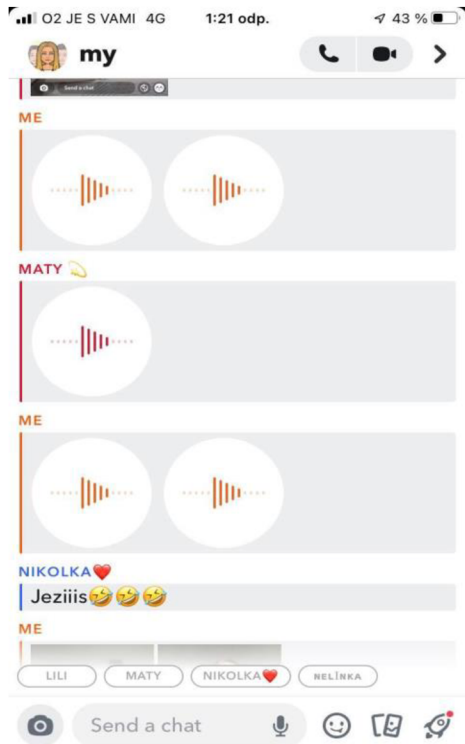 O2 JE S VAMI 4G 1:21 odp. 43 %
my
Send a chat
ME
MATY 💫
ME
NIKOLKA❤️
Jeziiis🤣🤣🤣
ME
LILI MATY NIKOLKA❤️ NELÍNKA
Send a chat